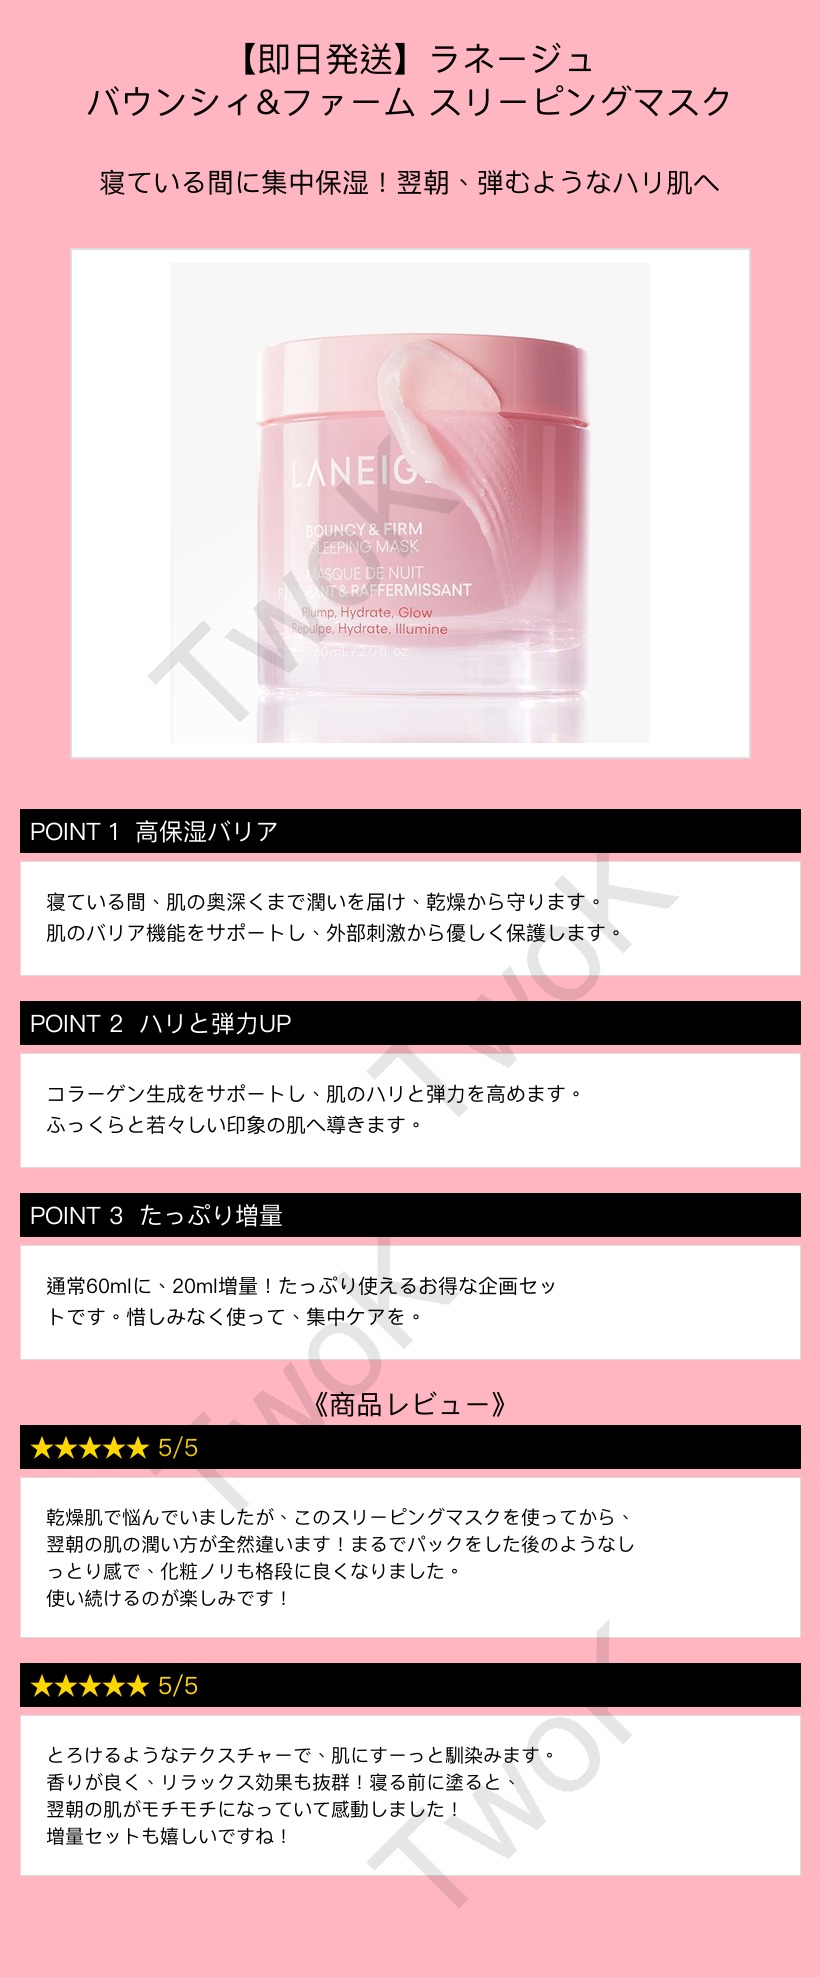 【即日発送】ラネージュ
バウンシィ&ファーム スリーピングマスク
寝ている間に集中保湿！翌朝、弾むようなハリ肌へ
LANEIG
BOUNCY & FIRM
SLEEPING MASK
MASQUE DE NUIT
& RAFFERMISSANT
Plump, Hydrate, Glow
Repulpe, Hydrate, Illumine
60 mL / 2.0 fl. oz.
TwoK
POINT 1 高保湿バリア
寝ている間、肌の奥深くまで潤いを届け、乾燥から守ります。
肌のバリア機能をサポートし、外部刺激から優しく保護します。
TwoK
POINT 2 ハリと弾力UP
コラーゲン生成をサポートし、肌のハリと弾力を高めます。
ふっくらと若々しい印象の肌へ導きます。
POINT 3 たっぷり増量
通常60mlに、20ml増量！たっぷり使えるお得な企画セッ
トです。惜しみなく使って、集中ケアを。
TwoK
《商品レビュー》
★★★★★ 5/5
乾燥肌で悩んでいましたが、このスリーピングマスクを使ってから、
翌朝の肌の潤い方が全然違います！まるでパックをした後のようなし
っとり感で、化粧ノリも格段に良くなりました。
使い続けるのが楽しみです！
★★★★★ 5/5
とろけるようなテクスチャーで、肌にすーっと馴染みます。
香りが良く、リラックス効果も抜群！寝る前に塗ると、
翌朝の肌がモチモチになっていて感動しました！
増量セットも嬉しいですね！
TwoK